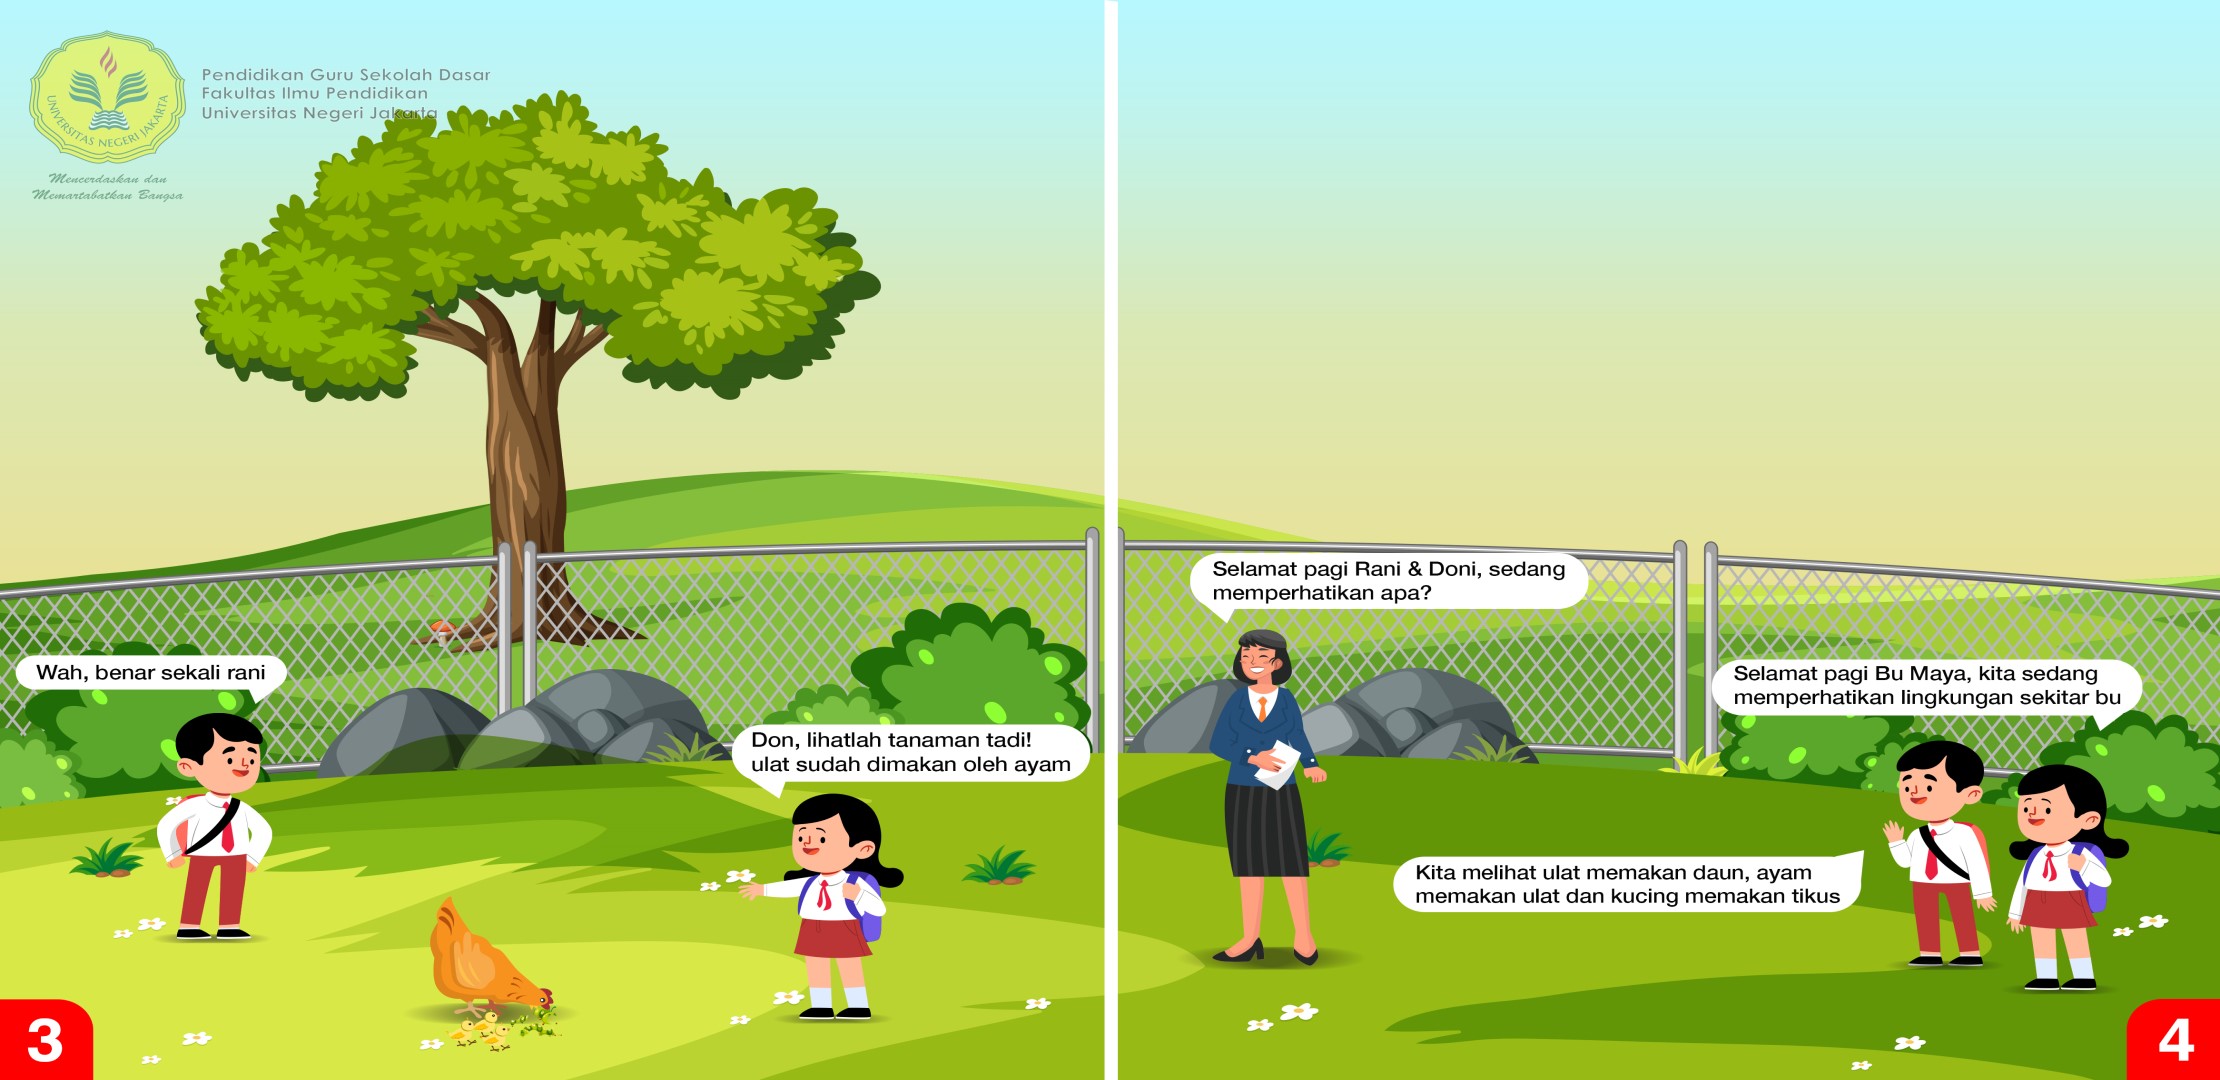 UNIVERSITAS NEGERI JAKARTA
Mencerdaskan dan
Memartabatkan Bangsa
Pendidikan Guru Sekolah Dasar
Fakultas Ilmu Pendidikan
Universitas Negeri Jakarta
Wah, benar sekali rani
Don, lihatlah tanaman tadi!
ulat sudah dimakan oleh ayam
3
Selamat pagi Rani & Doni, sedang
memperhatikan apa?
Selamat pagi Bu Maya, kita sedang
memperhatikan lingkungan sekitar bu
Kita melihat ulat memakan daun, ayam
memakan ulat dan kucing memakan tikus
4